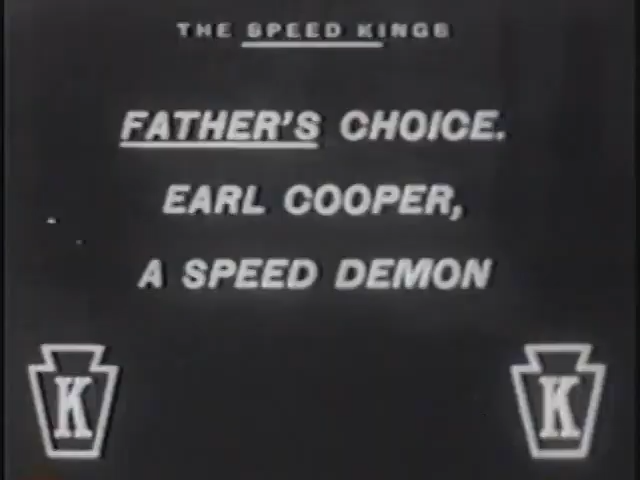 THE SPEED KINGS
FATHER'S CHOICE.
EARL COOPER,
A SPEED DEMON
K K